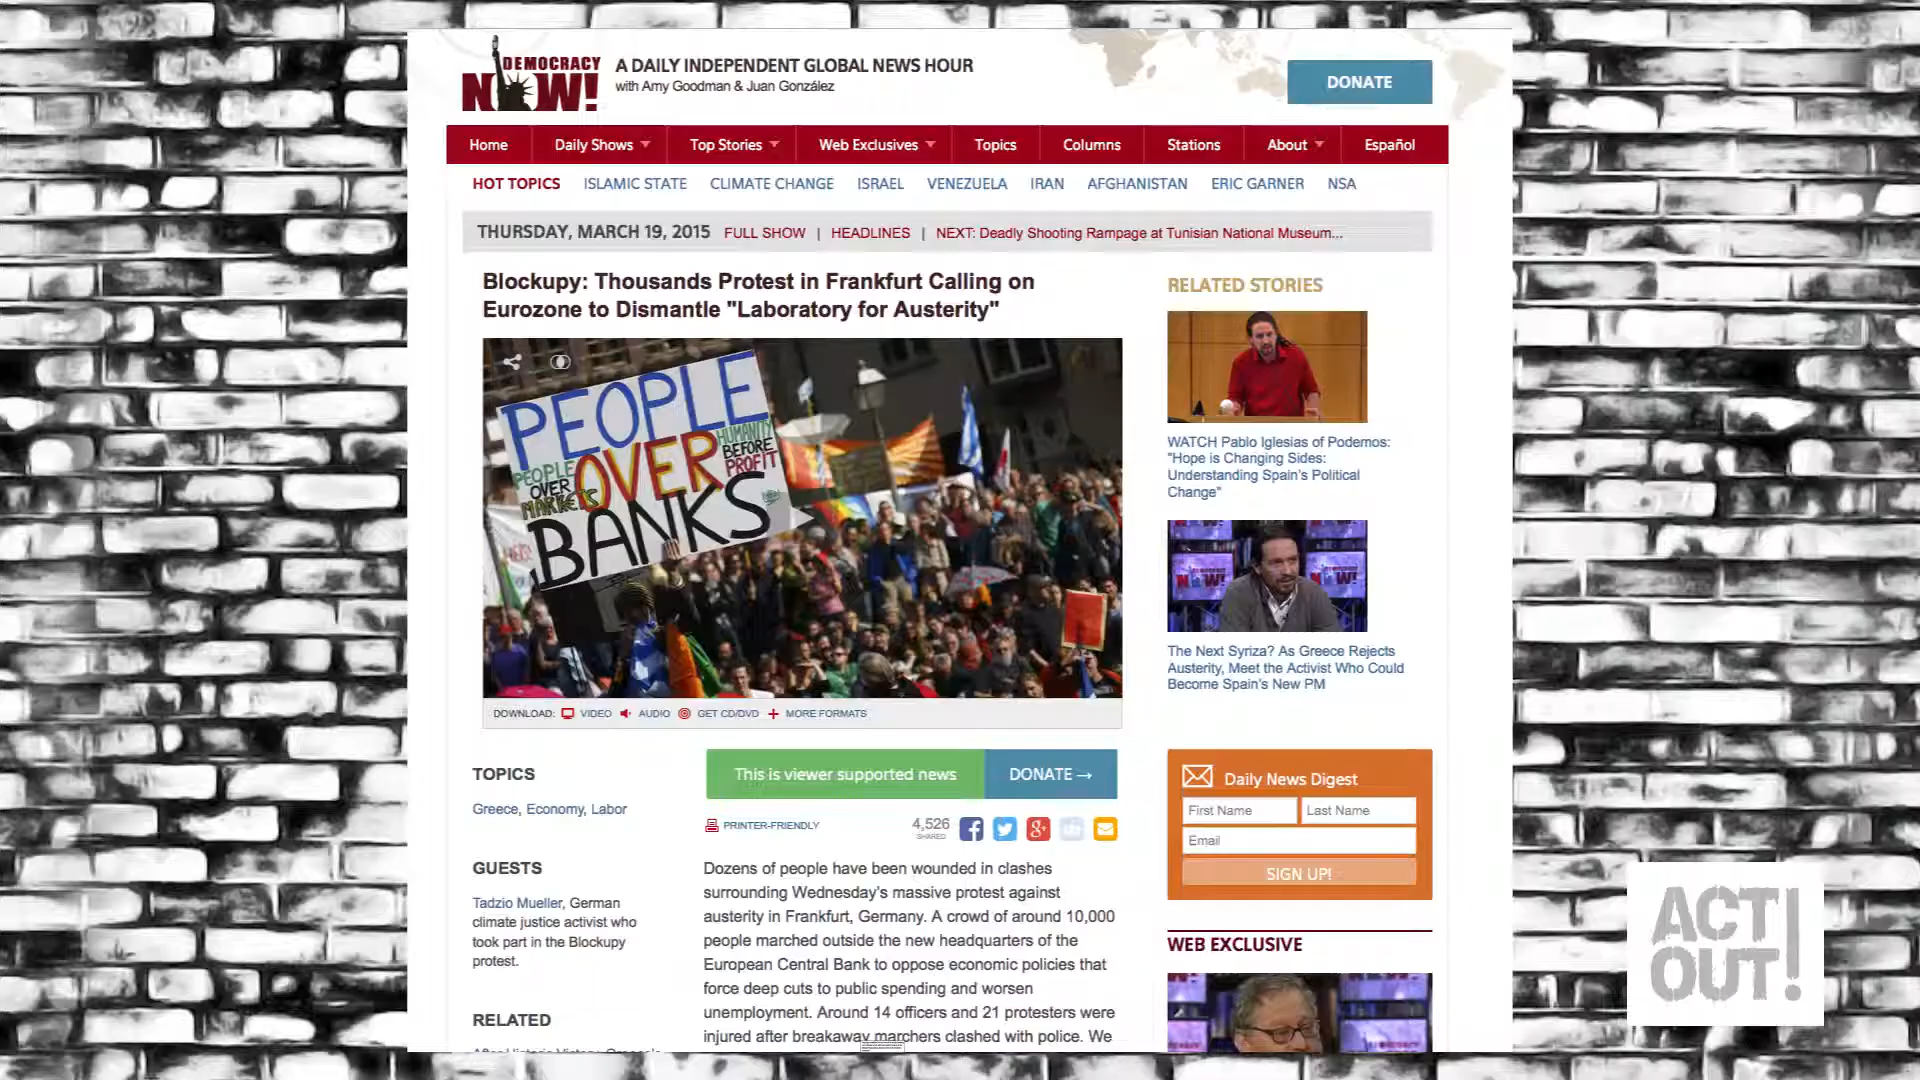 DEMOCRACY
NOW!
A DAILY INDEPENDENT GLOBAL NEWS HOUR
with Amy Goodman & Juan González
DONATE
Home Daily Shows Top Stories Web Exclusives Topics Columns Stations About Español
HOT TOPICS ISLAMIC STATE CLIMATE CHANGE ISRAEL VENEZUELA IRAN AFGHANISTAN ERIC GARNER NSA
THURSDAY, MARCH 19, 2015 FULL SHOW | HEADLINES | NEXT: Deadly Shooting Rampage at Tunisian National Museum...
Blockupy: Thousands Protest in Frankfurt Calling on
Eurozone to Dismantle "Laboratory for Austerity"
PEOPLE
OVER
BANKS
PEOPLE
OVER
MARKETS
HUMANITY
BEFORE
PROFIT
DOWNLOAD: VIDEO AUDIO GET CD/DVD MORE FORMATS
TOPICS
Greece, Economy, Labor
GUESTS
Tadzio Mueller, German
climate justice activist who
took part in the Blockupy
protest.
RELATED
This is viewer supported news DONATE →
PRINTER-FRIENDLY 4,526
SHARED
Dozens of people have been wounded in clashes
surrounding Wednesday's massive protest against
austerity in Frankfurt, Germany. A crowd of around 10,000
people marched outside the new headquarters of the
European Central Bank to oppose economic policies that
force deep cuts to public spending and worsen
unemployment. Around 14 officers and 21 protesters were
injured after breakaway marchers clashed with police. We
RELATED STORIES
WATCH Pablo Iglesias of Podemos:
"Hope is Changing Sides:
Understanding Spain's Political
Change"
DEMOCRACY
NOW!
The Next Syriza? As Greece Rejects
Austerity, Meet the Activist Who Could
Become Spain's New PM
Daily News Digest
First Name Last Name
Email
SIGN UP!
WEB EXCLUSIVE
ACT
OUT!